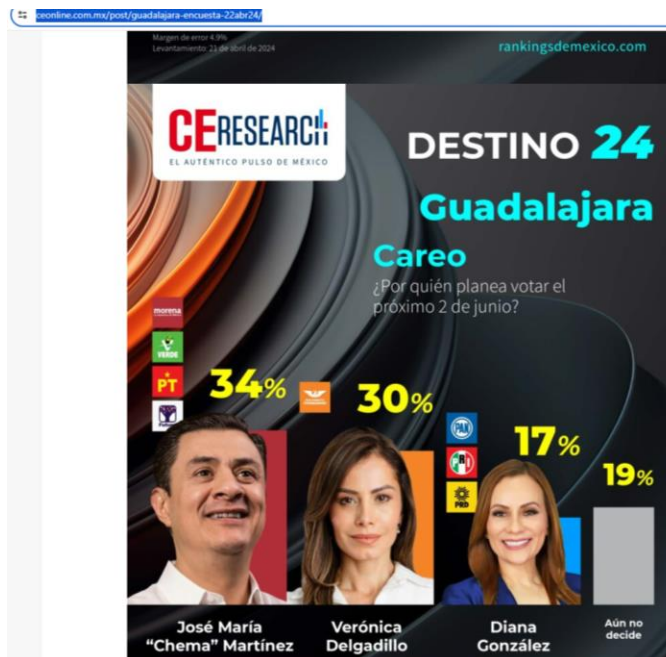 ceonline.com.mx/post/guadalajara-encuesta-22abr24/
Margen de error 4.9%
Levantamiento: 21 de abril de 2024
rankingsdemexico.com
CERESEARCH
EL AUTÉNTICO PULSO DE MÉXICO
DESTINO 24
Guadalajara
Careo
¿Por quién planea votar el
próximo 2 de junio?
morena
VERDE
PT
34%
30%
PAN
PRI
PRD
17%
19%
José María
“Chema” Martínez
Verónica
Delgadillo
Diana
González
Aún no
decide